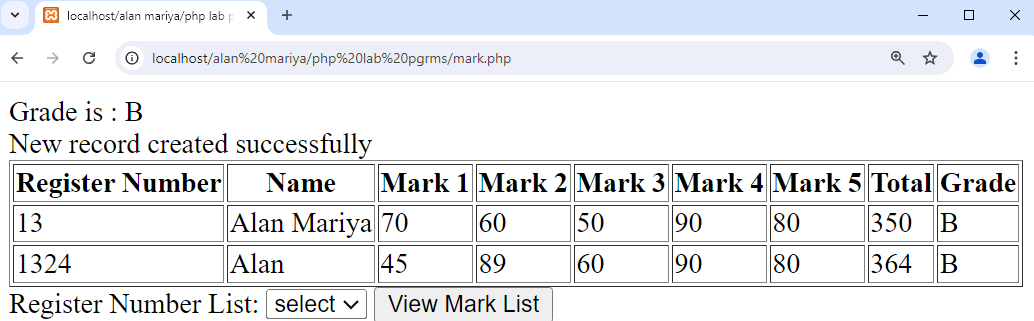 localhost/alan mariya/php lab p
localhost/alan%20mariya/php%20lab%20pgrms/mark.php
Grade is : B
New record created successfully
Register Number Name Mark 1 Mark 2 Mark 3 Mark 4 Mark 5 Total Grade
13 Alan Mariya 70 60 50 90 80 350 B
1324 Alan 45 89 60 90 80 364 B
Register Number List: select View Mark List